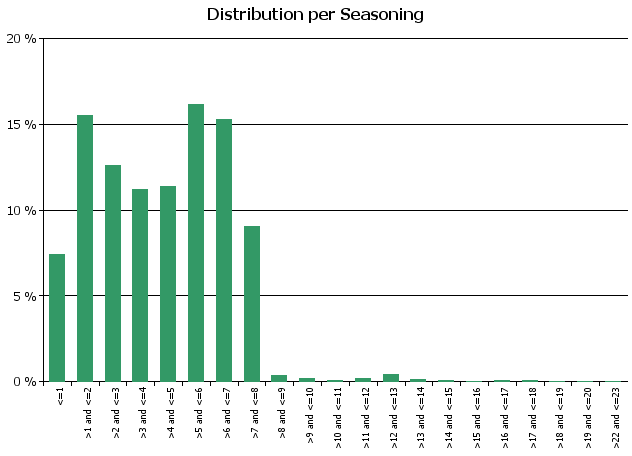 Distribution per Seasoning
20 %
15 %
10 %
5 %
0 %
<=1
>1 and <=2
>2 and <=3
>3 and <=4
>4 and <=5
>5 and <=6
>6 and <=7
>7 and <=8
>8 and <=9
>9 and <=10
>10 and <=11
>11 and <=12
>12 and <=13
>13 and <=14
>14 and <=15
>15 and <=16
>16 and <=17
>17 and <=18
>18 and <=19
>19 and <=20
>22 and <=23